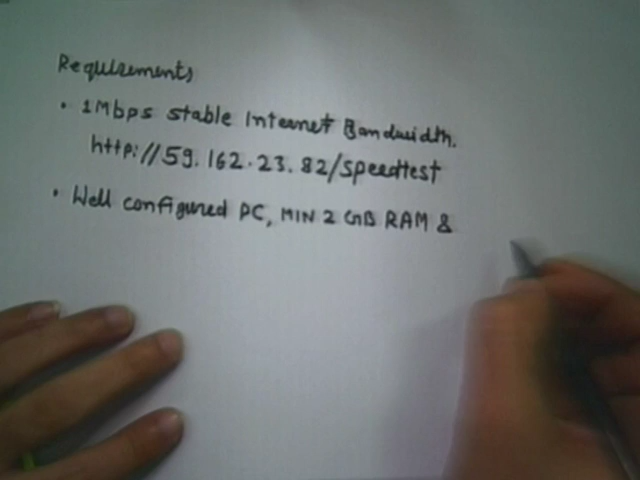 Requirements
• 1Mbps stable Internet Bandwidth.
http://59.162.23.82/speedtest
• Well configured PC, MIN 2 GB RAM &